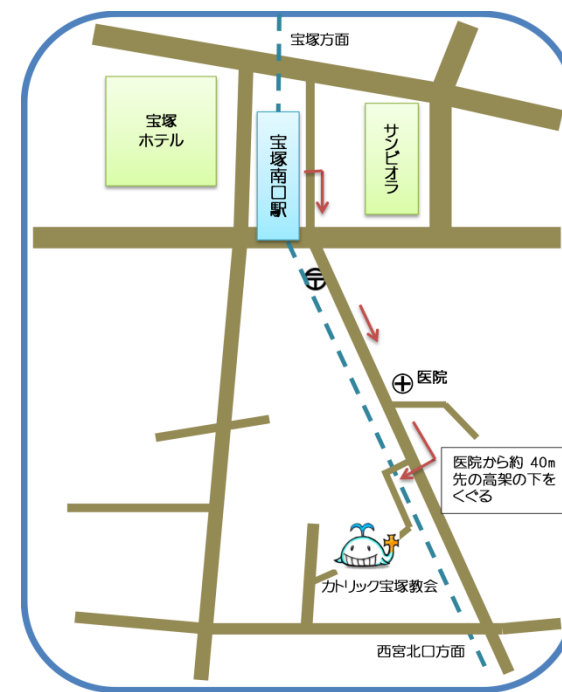 宝塚方面
宝塚
ホテル
宝塚南口駅
サンビオラ
医院
医院から約 40m
先の高架の下を
くぐる
カトリック宝塚教会
西宮北口方面